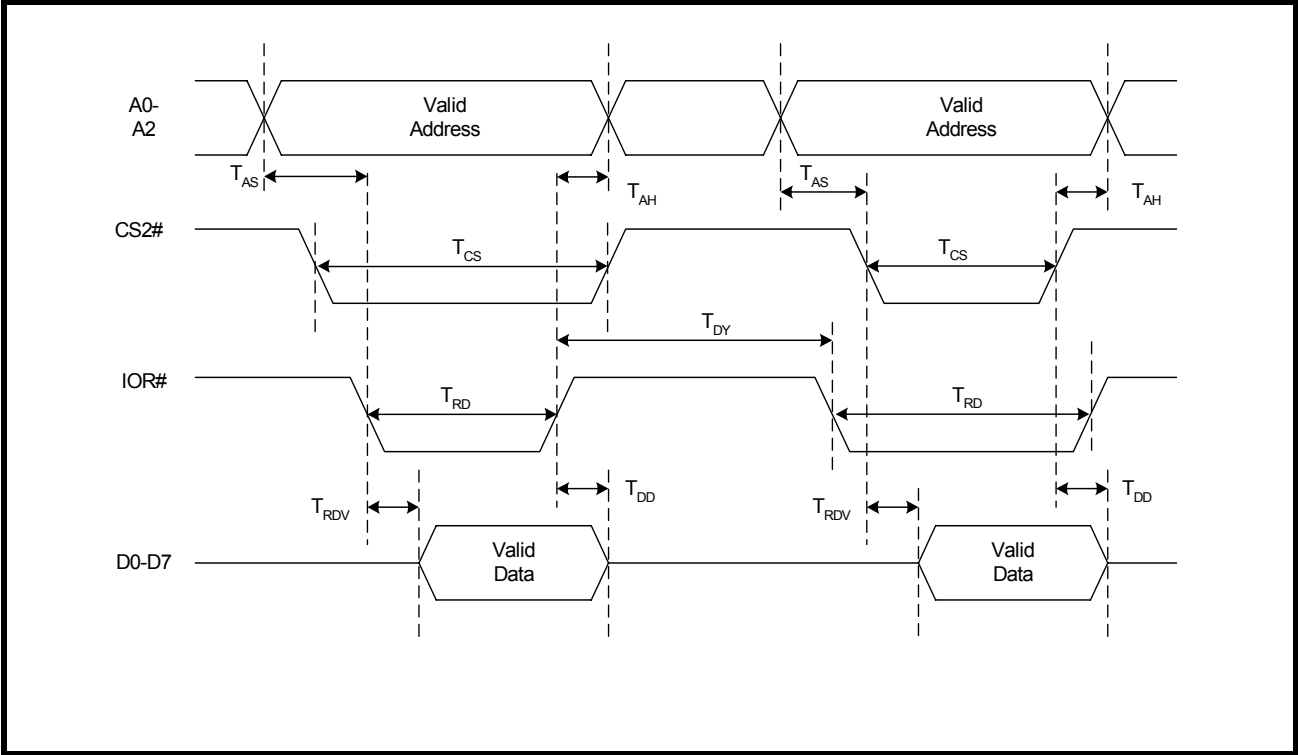 A0-
A2
Valid
Address
Valid
Address
TAS
TAH
TAS
TAH
CS2#
TCS
TCS
TDY
IOR#
TRD
TRD
TRDV
TDD
TRDV
TDD
D0-D7
Valid
Data
Valid
Data